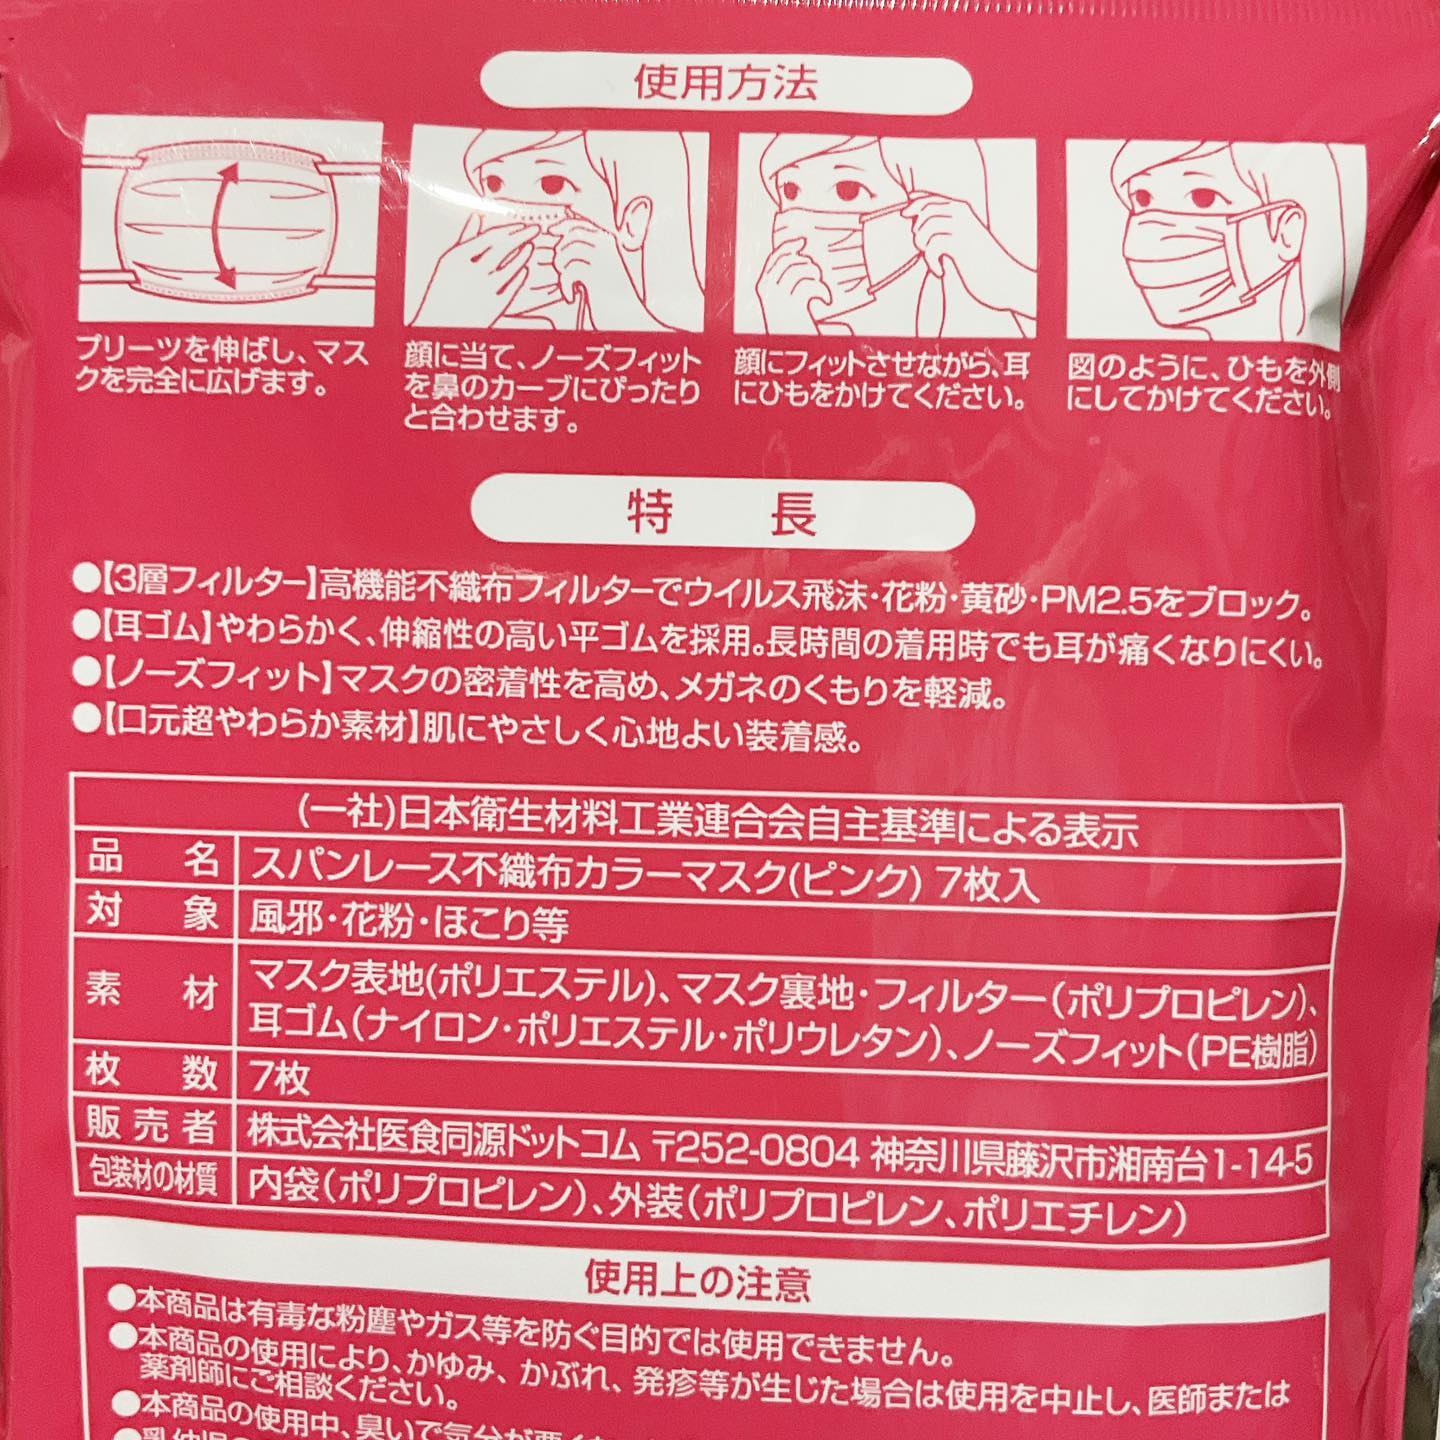 使用方法
プリーツを伸ばし、マス
クを完全に広げます。
顔に当て、ノーズフィット
を鼻のカーブにぴったり
と合わせます。
顔にフィットさせながら、耳
にひもをかけてください。
図のように、ひもを外側
にしてかけてください。
特 長
●【3層フィルター】高機能不織布フィルターでウイルス飛沫・花粉・黄砂・PM2.5をブロック。
●【耳ゴム】やわらかく、伸縮性の高い平ゴムを採用。長時間の着用時でも耳が痛くなりにくい。
●【ノーズフィット】マスクの密着性を高め、メガネのくもりを軽減。
●【口元超やわらか素材】肌にやさしく心地よい装着感。
(一社)日本衛生材料工業連合会自主基準による表示
品名 スパンレース不織布カラーマスク(ピンク) 7枚入
対象 風邪・花粉・ほこり等
素材 マスク表地(ポリエステル)、マスク裏地・フィルター(ポリプロピレン)、
耳ゴム(ナイロン・ポリエステル・ポリウレタン)、ノーズフィット(PE樹脂)
枚数 7枚
販売者 株式会社医食同源ドットコム 〒252-0804 神奈川県藤沢市湘南台1-14-5
包装材の材質 内袋(ポリプロピレン)、外装(ポリプロピレン、ポリエチレン)
使用上の注意
●本商品は有毒な粉塵やガス等を防ぐ目的では使用できません。
●本商品の使用により、かゆみ、かぶれ、発疹等が生じた場合は使用を中止し、医師または
薬剤師にご相談ください。
●本商品の使用中、臭いで気分が悪く